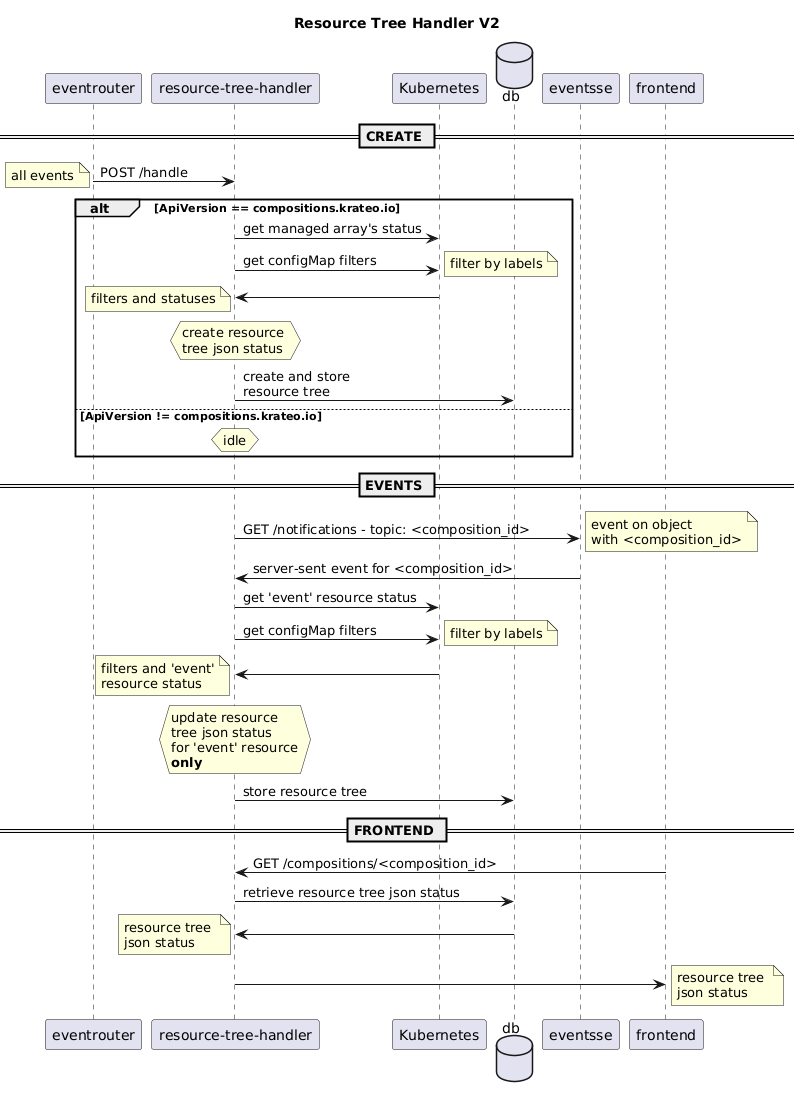 Resource Tree Handler V2
eventrouter
resource-tree-handler
Kubernetes
db
eventsse
frontend
CREATE
all events
POST /handle
alt
[ApiVersion == compositions.krateo.io]
get managed array's status
get configMap filters
filter by labels
filters and statuses
create resource
tree json status
create and store
resource tree
[ApiVersion != compositions.krateo.io]
idle
EVENTS
GET /notifications - topic: <composition_id>
event on object
with <composition_id>
server-sent event for <composition_id>
get 'event' resource status
get configMap filters
filter by labels
filters and 'event'
resource status
update resource
tree json status
for 'event' resource
only
store resource tree
FRONTEND
GET /compositions/<composition_id>
retrieve resource tree json status
resource tree
json status
resource tree
json status
eventrouter
resource-tree-handler
Kubernetes
db
eventsse
frontend